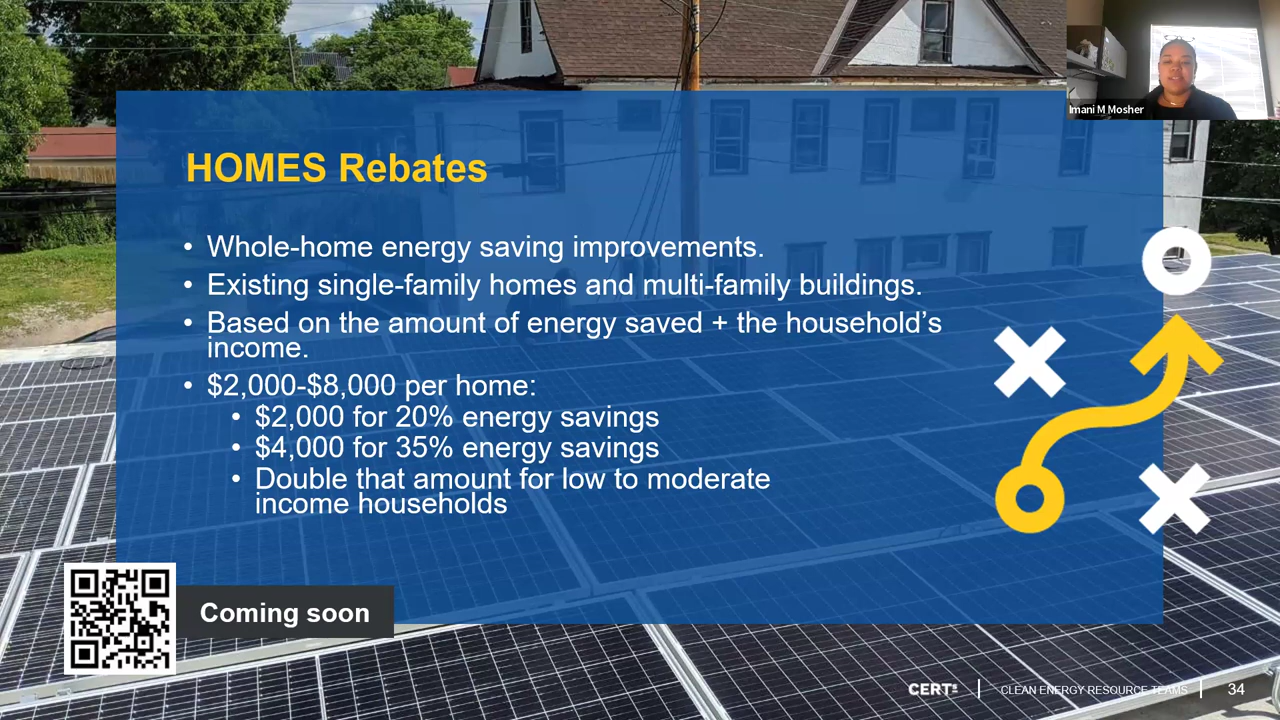 Imani M Mosher
HOMES Rebates
• Whole-home energy saving improvements.
• Existing single-family homes and multi-family buildings.
• Based on the amount of energy saved + the household's
income.
• $2,000-$8,000 per home:
• $2,000 for 20% energy savings
• $4,000 for 35% energy savings
• Double that amount for low to moderate
income households
Coming soon
CERTs | CLEAN ENERGY RESOURCE TEAMS | 34